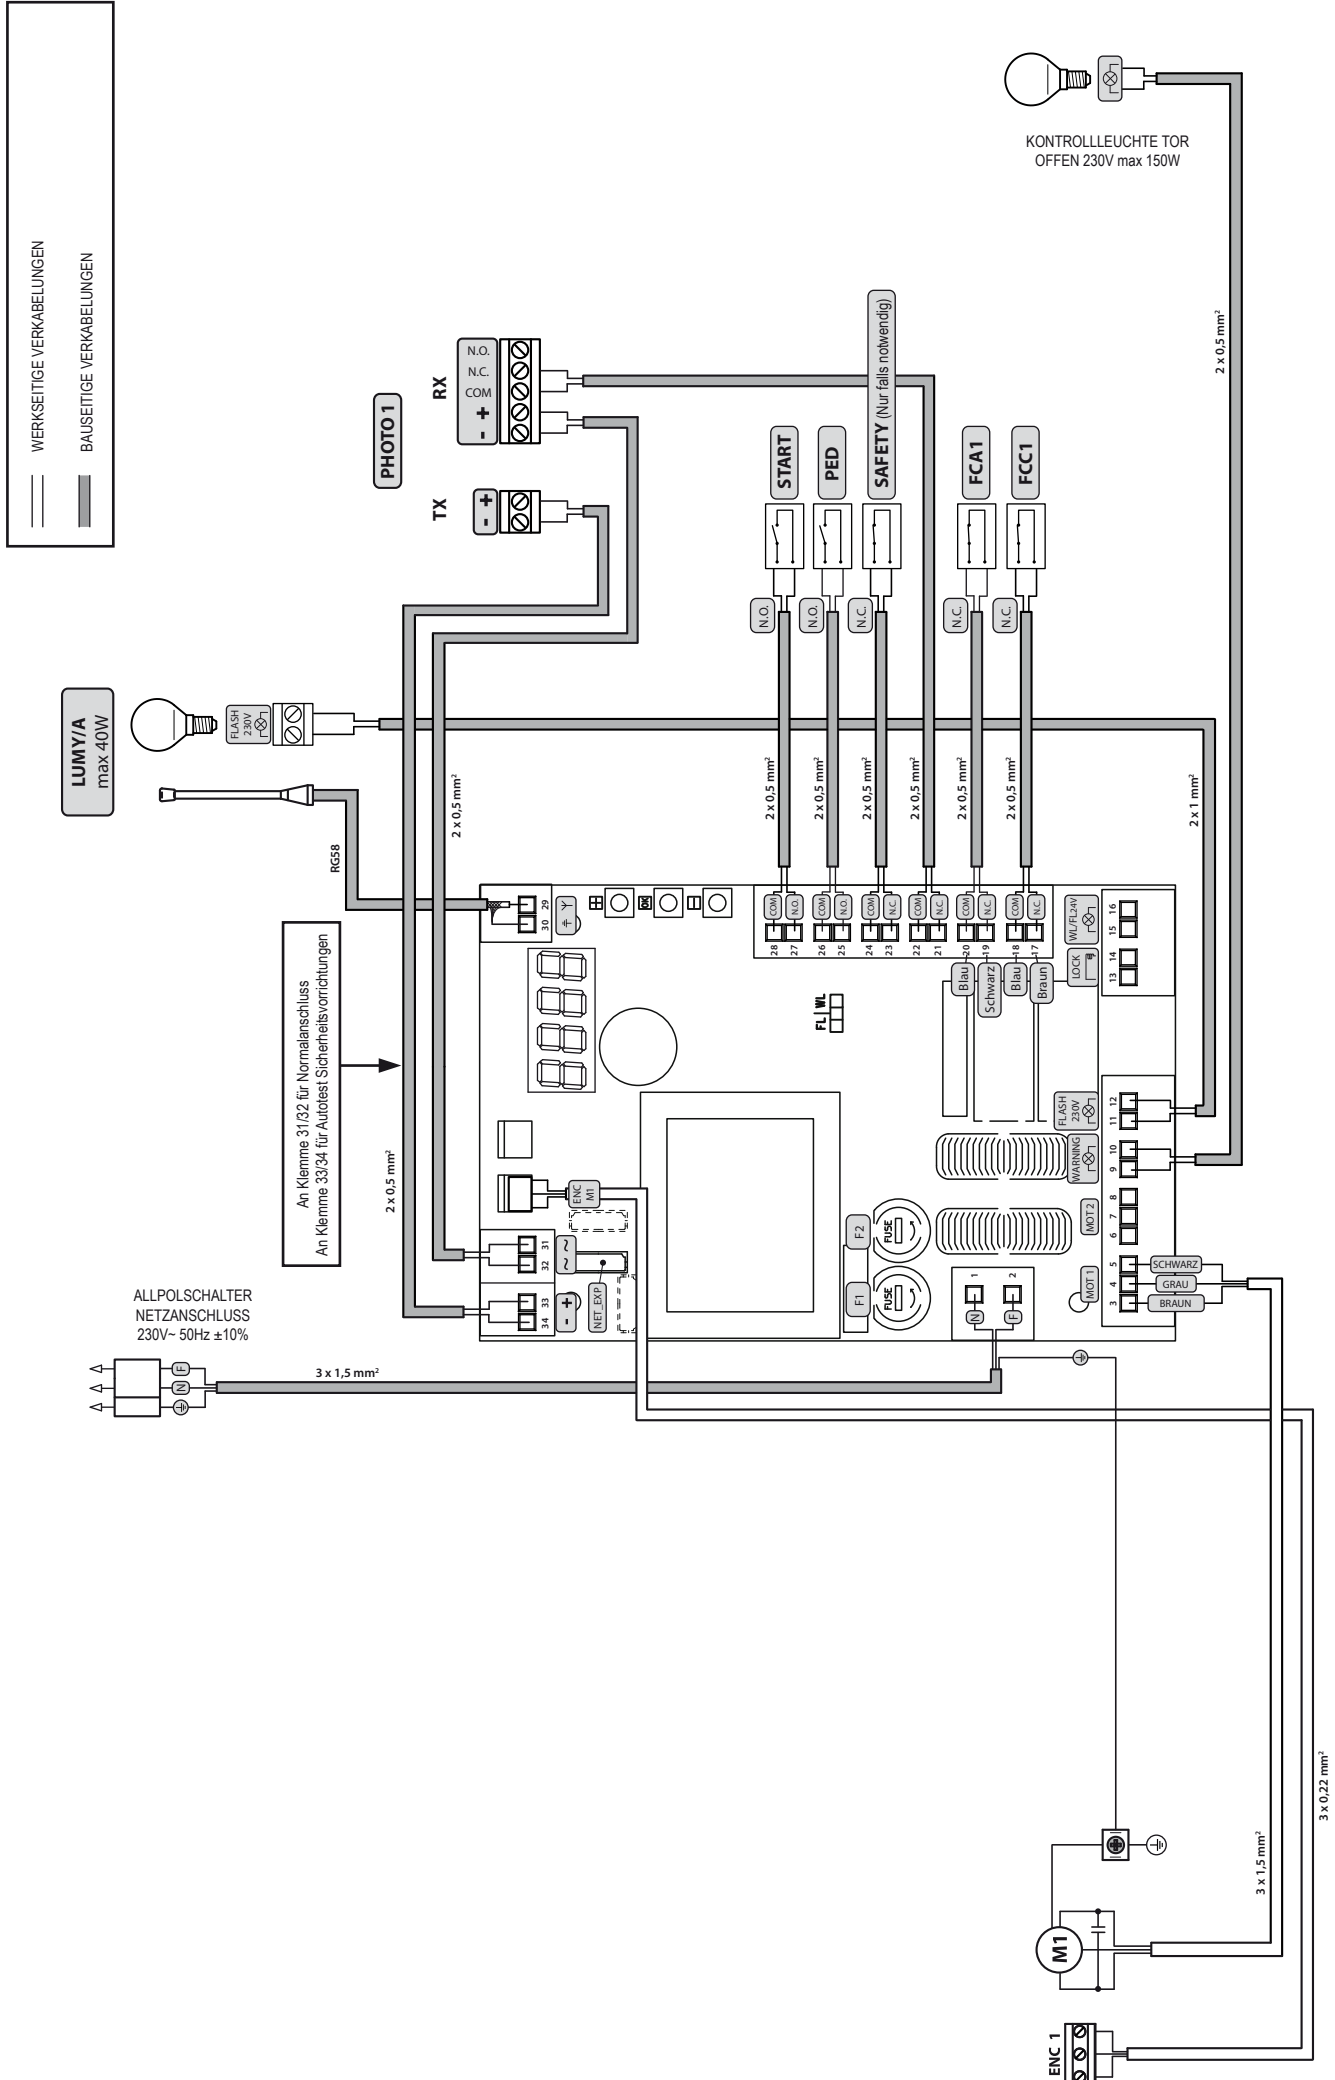 WERKSEITIGE VERKABELUNGEN
BAUSEITIGE VERKABELUNGEN
KONTROLLLEUCHTE TOR
OFFEN 230V max 150W
2 x 0,5 mm²
PHOTO 1
RX
N.O.
N.C.
COM
- +
TX
- +
LUMY/A
max 40W
FLASH
230V
RG58
2 x 0,5 mm²
START
PED
SAFETY (Nur falls notwendig)
FCA1
FCC1
N.O.
N.O.
N.C.
N.C.
N.C.
2 x 0,5 mm²
2 x 0,5 mm²
2 x 0,5 mm²
2 x 0,5 mm²
2 x 0,5 mm²
2 x 0,5 mm²
2 x 1 mm²
An Klemme 31/32 für Normalanschluss
An Klemme 33/34 für Autotest Sicherheitsvorrichtungen
2 x 0,5 mm²
29
30
OK
COM
N.O.
COM
N.O.
COM
N.C.
COM
N.C.
COM
N.C.
COM
N.C.
28
27
26
25
24
23
22
21
20
19
18
17
Blau
Schwarz
Blau
Braun
WL/FL24V
LOCK
16
15
14
13
FL WL
FLASH
230V
WARNING
MOT 2
MOT 1
12
11
10
9
8
7
6
5
4
3
SCHWARZ
GRAU
BRAUN
ENC
M1
31
32
33
34
~ ~
- +
NET_EXP
F2
FUSE
F1
FUSE
1
2
N
F
ALLPOLSCHALTER
NETZANSCHLUSS
230V~ 50Hz ±10%
F
N
3 x 1,5 mm²
M1
3 x 1,5 mm²
3 x 0,22 mm²
ENC 1